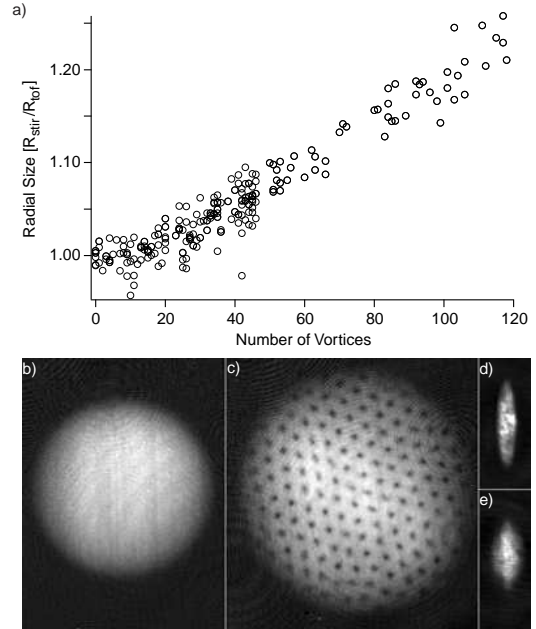 a)
Radial Size [R_stir/R_tof]
1.20
1.10
1.00
0 20 40 60 80 100 120
Number of Vortices
b) c) d)
e)